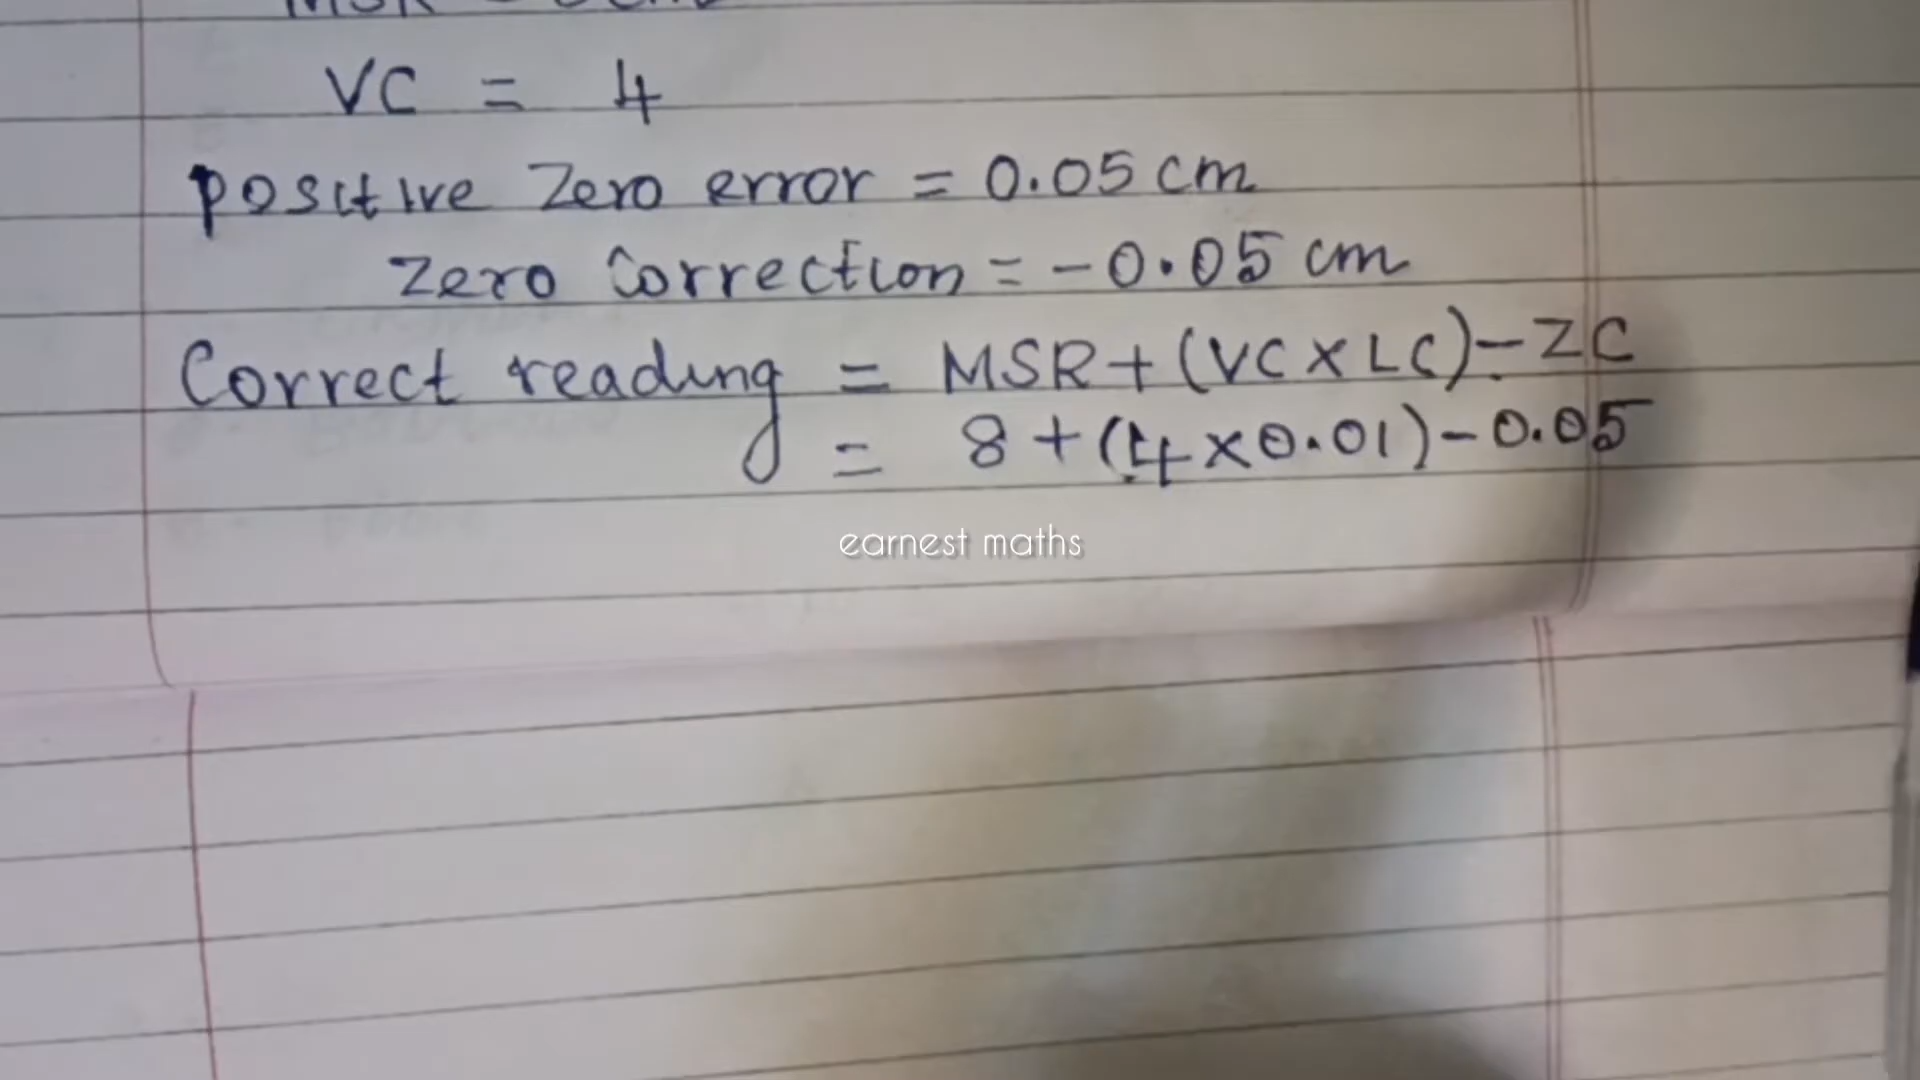 VC = 4
positive Zero error = 0.05 cm
Zero Correction = -0.05 cm
Correct reading = MSR + (VC X LC) - ZC
= 8 + (4 x 0.01) - 0.05
earnest maths